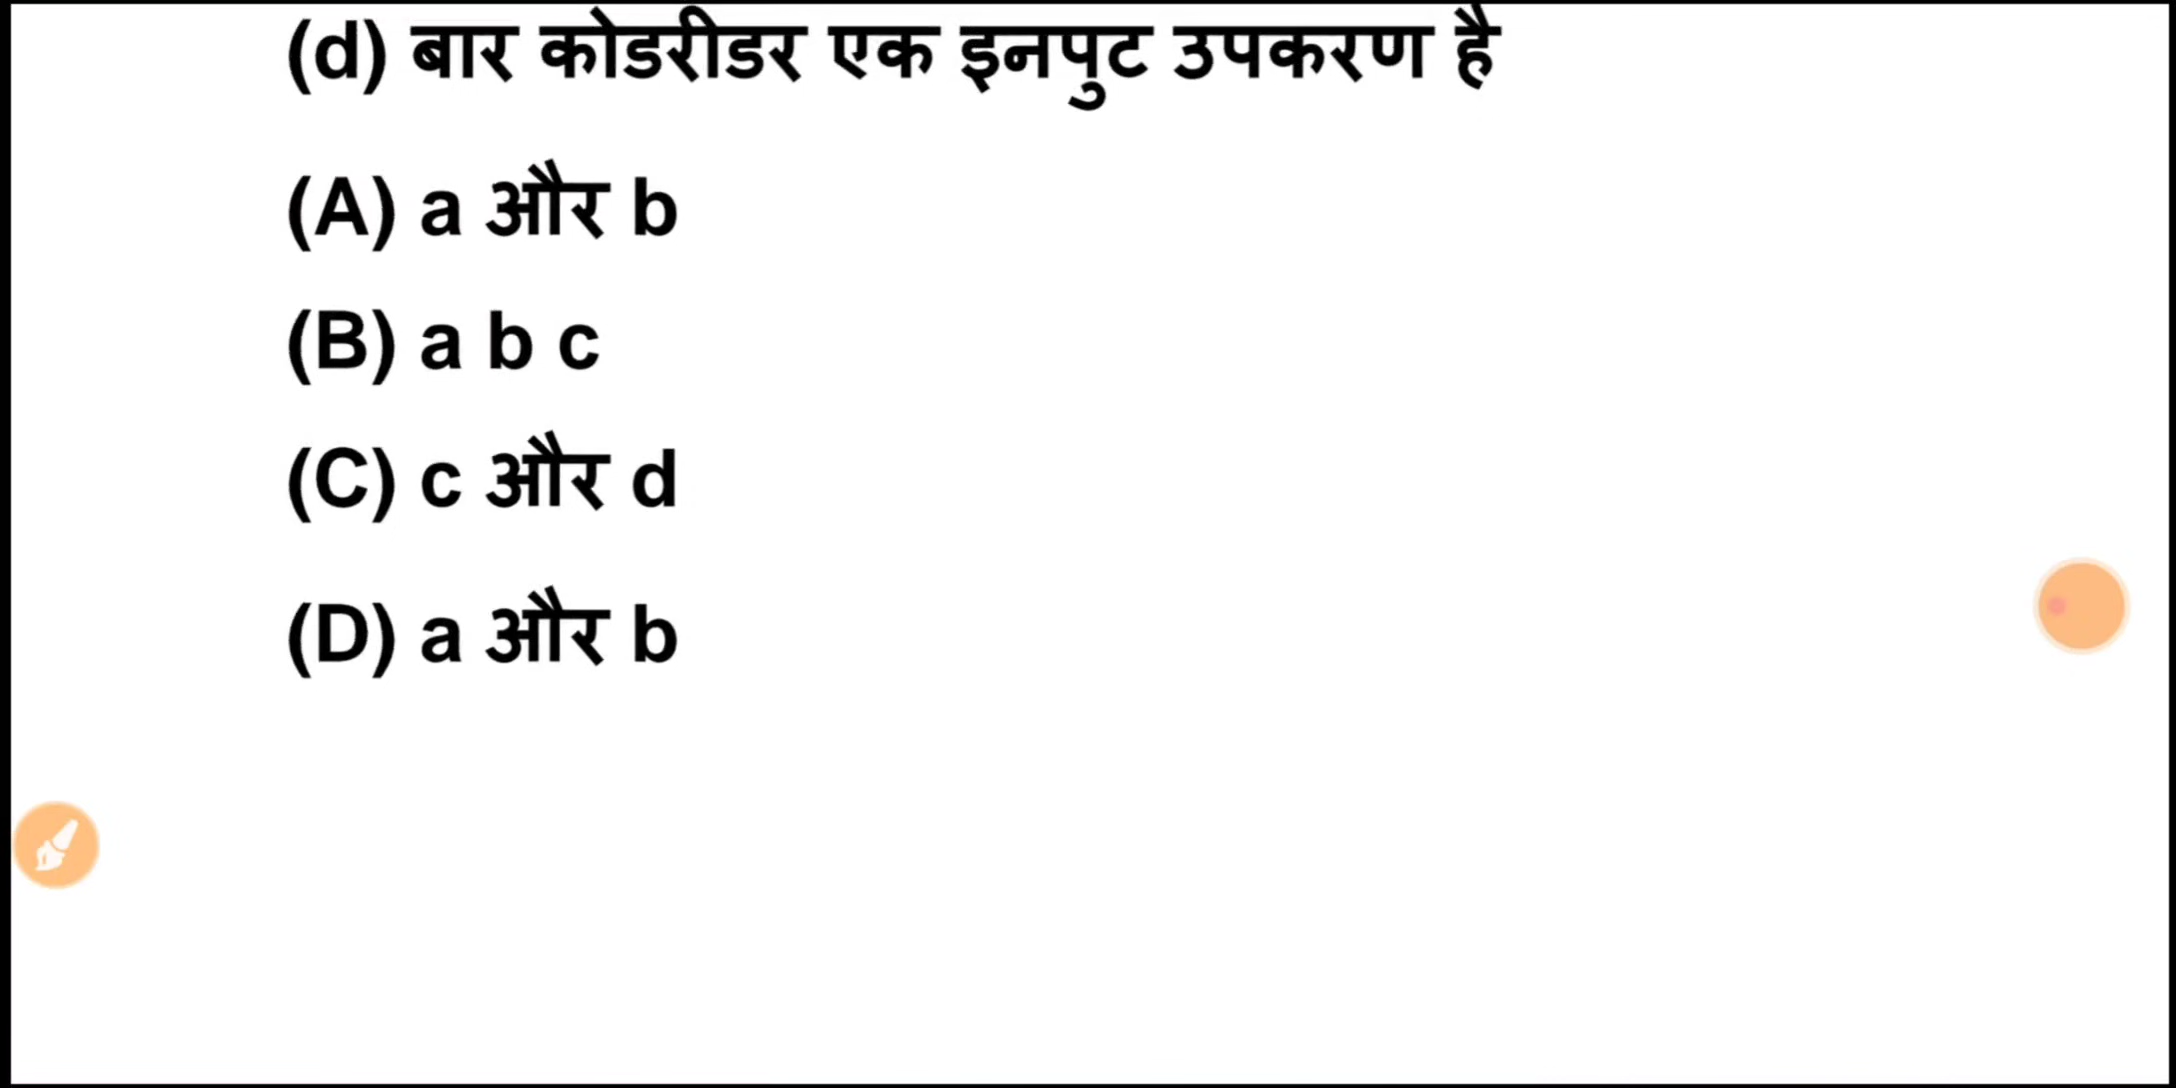 (d) बार कोडरीडर एक इनपुट उपकरण है
(A) a और b
(B) a b c
(C) c और d
(D) a और b